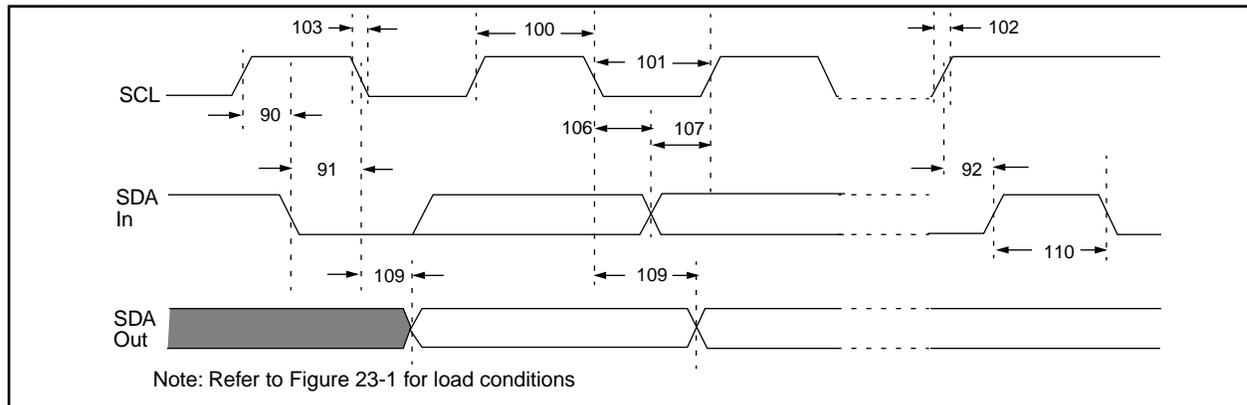 103
100
102
101
SCL
90
106
107
91
92
SDA
In
109
109
110
SDA
Out
Note: Refer to Figure 23-1 for load conditions